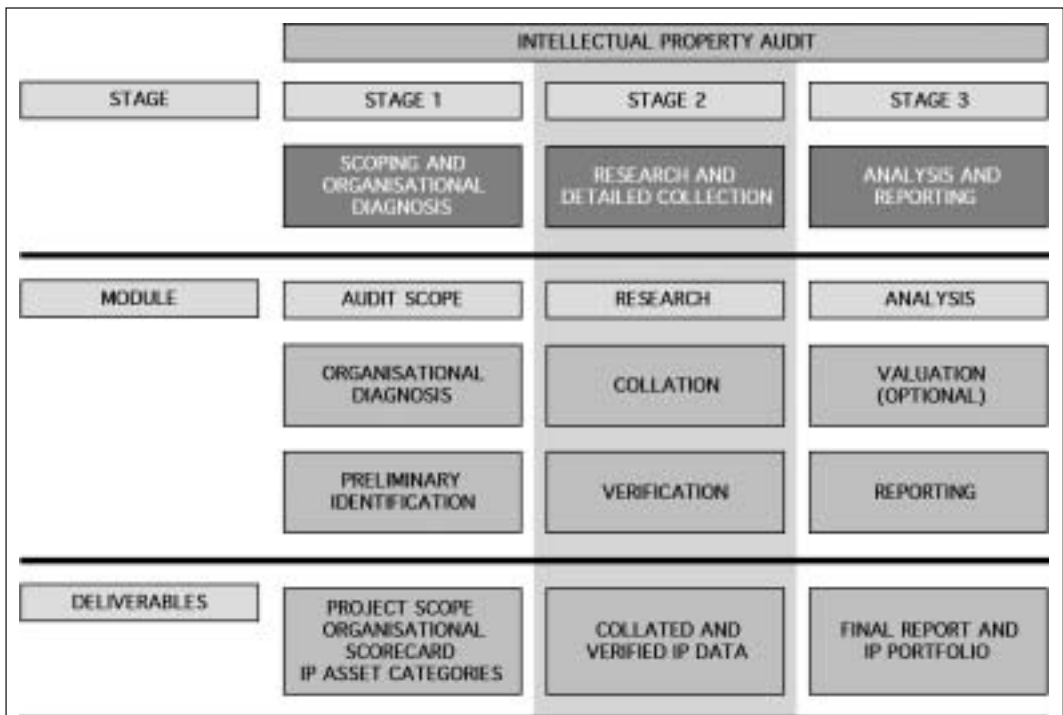 INTELLECTUAL PROPERTY AUDIT
STAGE
STAGE 1
STAGE 2
STAGE 3
SCOPING AND
ORGANISATIONAL
DIAGNOSIS
RESEARCH AND
DETAILED COLLECTION
ANALYSIS AND
REPORTING
MODULE
AUDIT SCOPE
RESEARCH
ANALYSIS
ORGANISATIONAL
DIAGNOSIS
COLLATION
VALUATION
(OPTIONAL)
PRELIMINARY
IDENTIFICATION
VERIFICATION
REPORTING
DELIVERABLES
PROJECT SCOPE
ORGANISATIONAL
SCORECARD
IP ASSET CATEGORIES
COLLATED AND
VERIFIED IP DATA
FINAL REPORT AND
IP PORTFOLIO